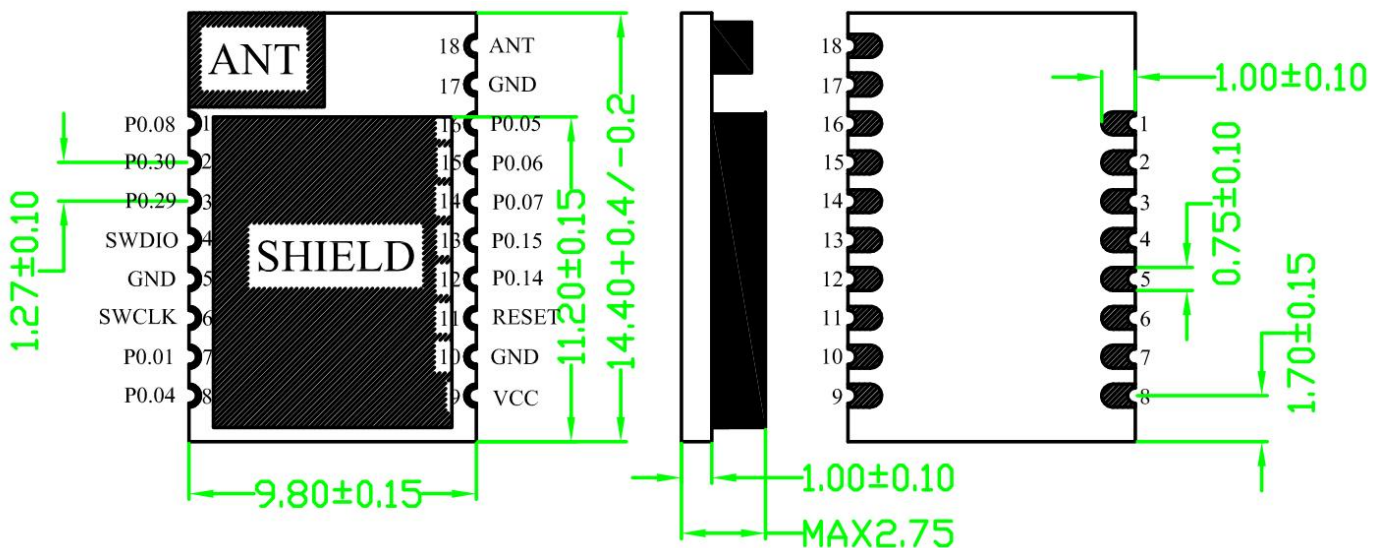 ANT
18 ANT
17 GND
P0.08 1
16 P0.05
P0.30 2
15 P0.06
P0.29 3
14 P0.07
SWDIO 4
13 P0.15
GND 5
12 P0.14
SWCLK 6
11 RESET
P0.01 7
10 GND
P0.04 8
9 VCC
SHIELD
1.27±0.10
9.80±0.15
11.20±0.15
14.40+0.4/-0.2
1.00±0.10
MAX2.75
18
17
16
15
14
13
12
11
10
9
1
2
3
4
5
6
7
8
1.00±0.10
0.75±0.10
1.70±0.15